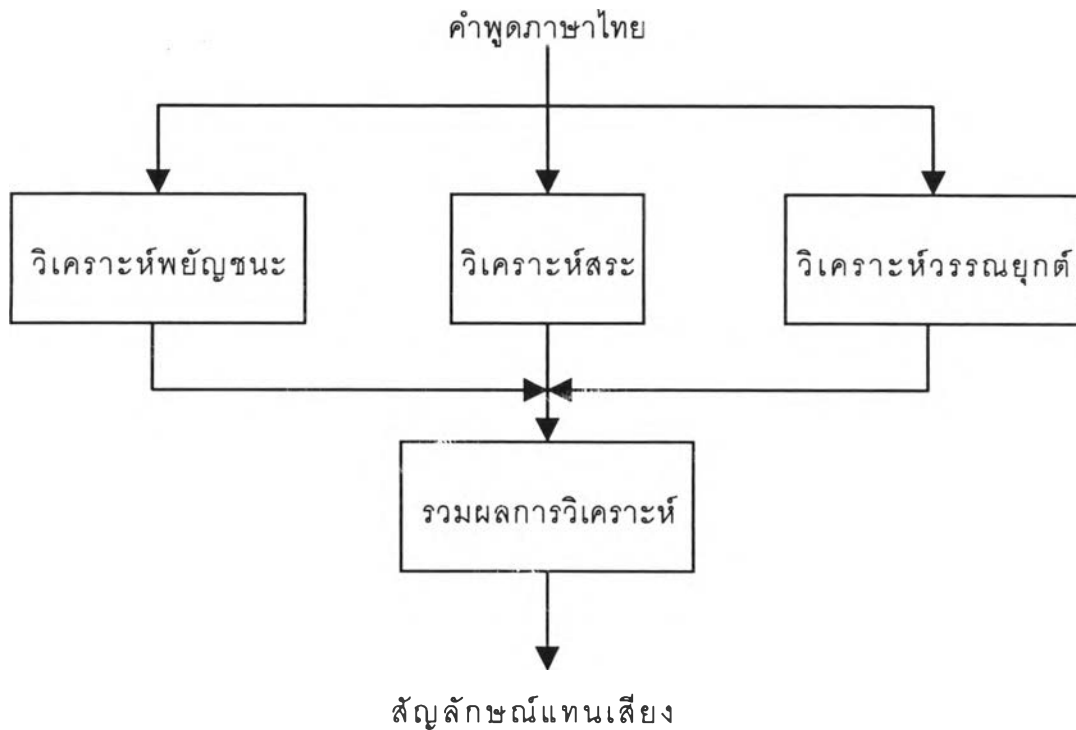 คำพูดภาษาไทย
วิเคราะห์พยัญชนะ
วิเคราะห์สระ
วิเคราะห์วรรณยุกต์
รวมผลการวิเคราะห์
สัญลักษณ์แทนเสียง